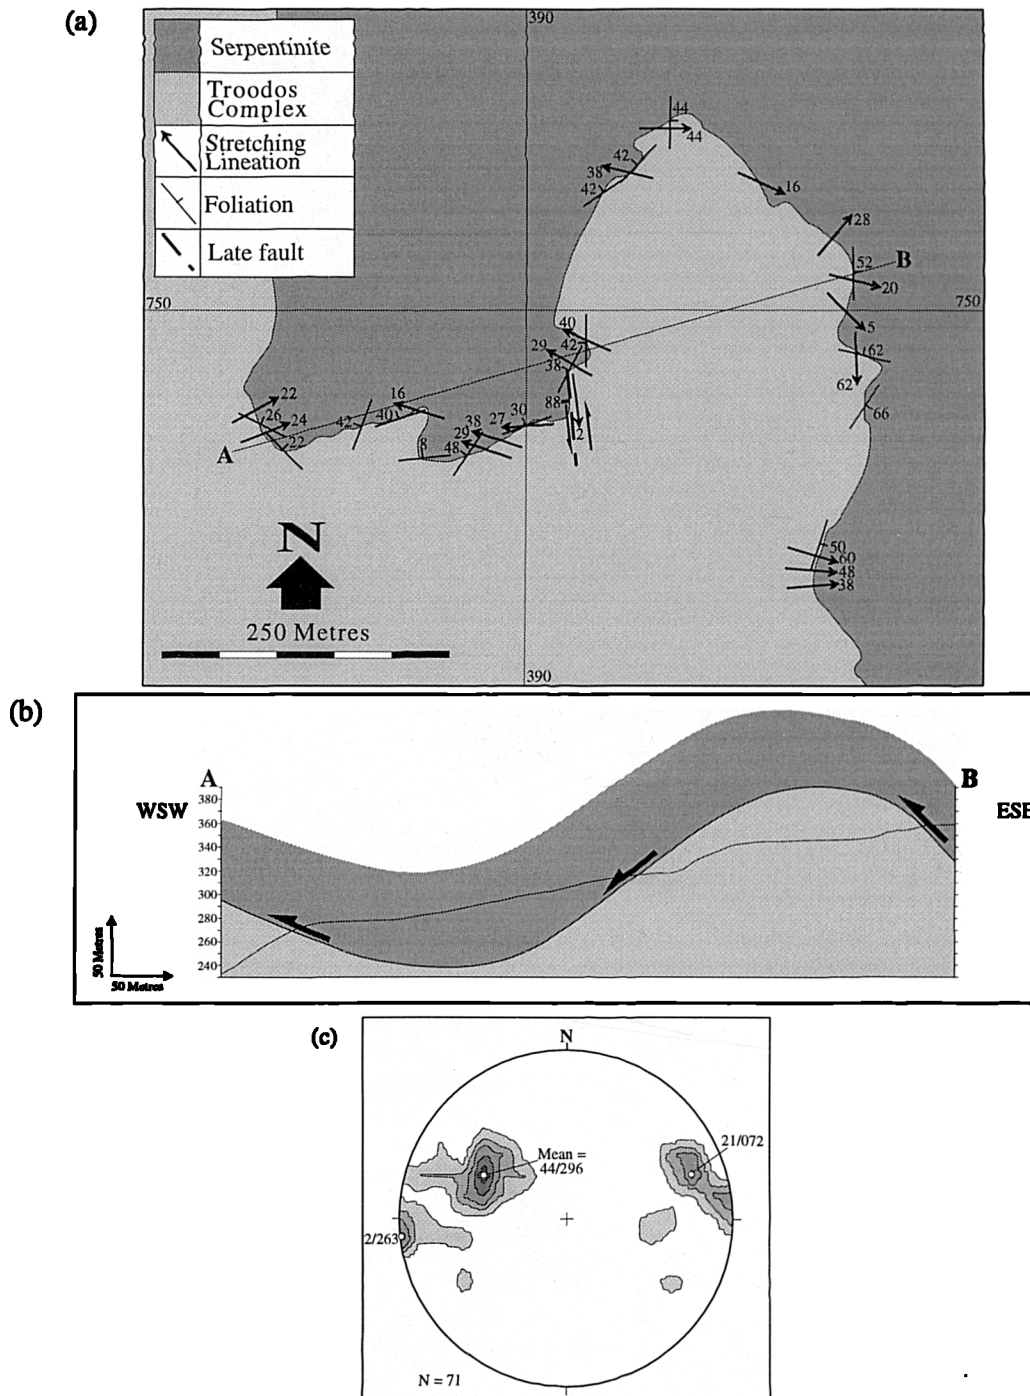 (a)
Serpentinite
Troodos
Complex
Stretching
Lineation
Foliation
Late fault
390
44
44
42
38
42
16
28
52
B
20
750
750
5
62
62
66
40
42
29
38
88
2
22
26
24
22
A
42
40
16
8
38
29
48
27
30
50
60
48
38
N
250 Metres
390
(b)
A
B
WSW
ESE
380
360
340
320
300
280
260
240
50 Metres
50 Metres
(c)
N
Mean =
44/296
21/072
2/263
N = 71